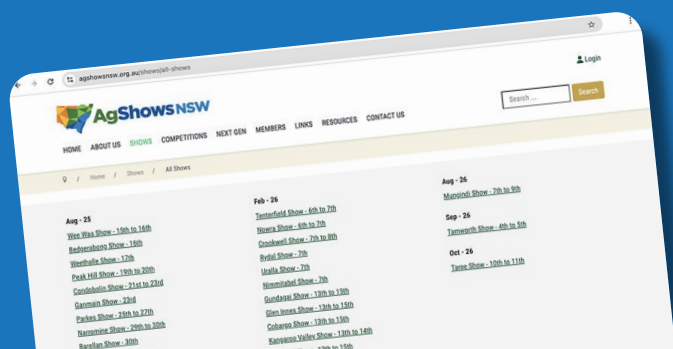 agshowsnsw.org.au/shows/all-shows
Login
AgShows NSW
Search ...
Search
HOME ABOUT US SHOWS COMPETITIONS NEXT GEN MEMBERS LINKS RESOURCES CONTACT US
/ Home / Shows / All Shows
Aug - 25
Wee Waa Show - 15th to 16th
Bedgerabong Show - 16th
Weethalle Show - 17th
Peak Hill Show - 19th to 20th
Condobolin Show - 21st to 23rd
Ganmain Show - 23rd
Parkes Show - 25th to 27th
Narromine Show - 29th to 30th
Barellan Show - 30th
Feb - 26
Tenterfield Show - 6th to 7th
Nowra Show - 6th to 7th
Crookwell Show - 7th to 8th
Rydal Show - 7th
Uralla Show - 7th
Nimmitabel Show - 7th
Gundagai Show - 13th to 15th
Glen Innes Show - 13th to 15th
Cobargo Show - 13th to 15th
Kangaroo Valley Show - 13th to 14th
to 15th
Aug - 26
Mungindi Show - 7th to 9th
Sep - 26
Tamworth Show - 4th to 5th
Oct - 26
Taree Show - 10th to 11th